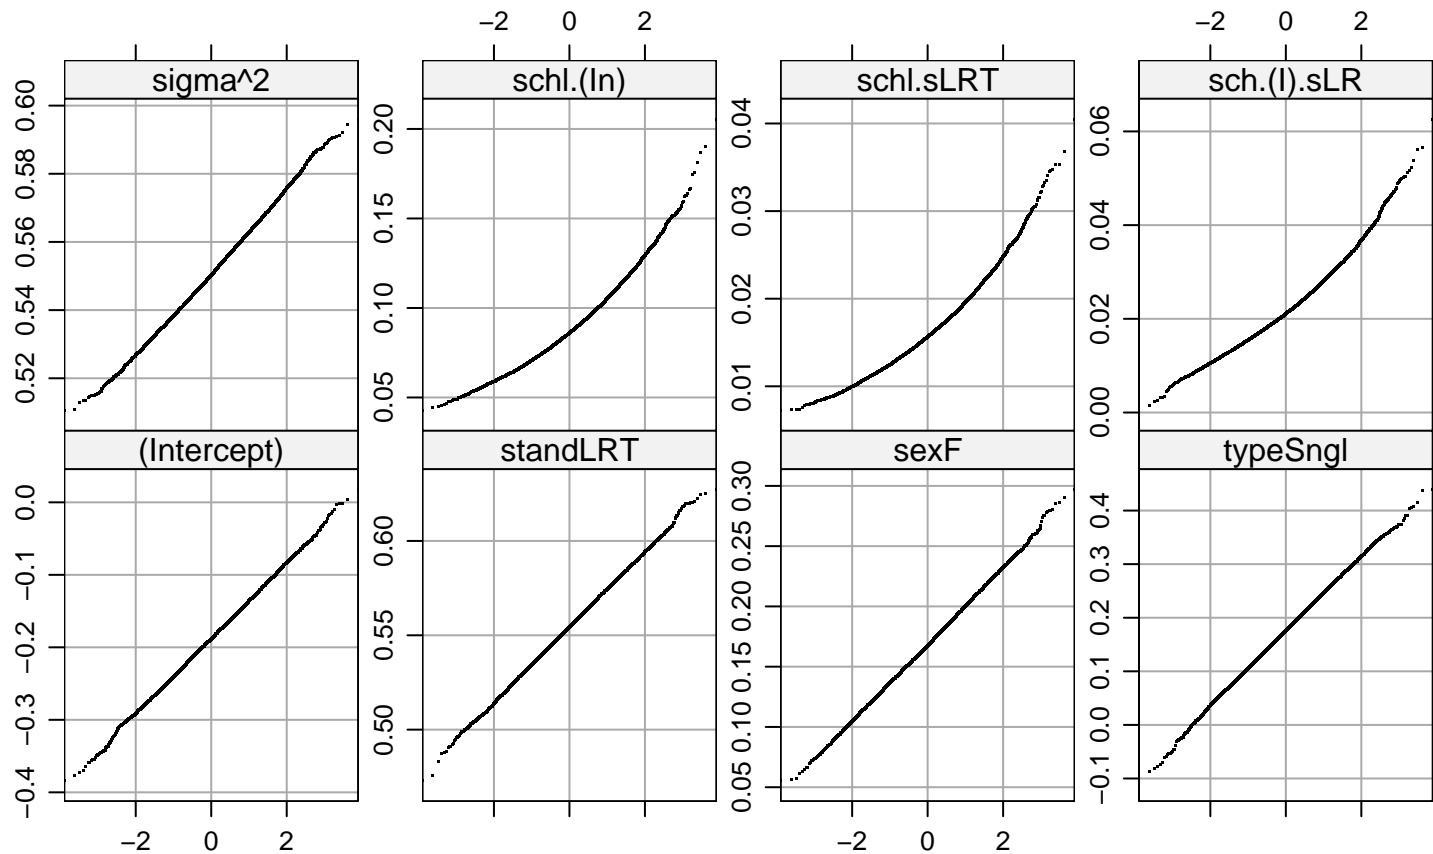 −2 0 2 −2 0 2
sigma^2 schl.(In) schl.sLRT sch.(I).sLR
0.52 0.54 0.56 0.58 0.60
0.05 0.10 0.15 0.20
0.01 0.02 0.03 0.04
0.00 0.02 0.04 0.06
(Intercept) standLRT sexF typeSngl
−0.4 −0.3 −0.2 −0.1 0.0
0.50 0.55 0.60
0.05 0.10 0.15 0.20 0.25 0.30
−0.1 0.0 0.1 0.2 0.3 0.4
−2 0 2 −2 0 2